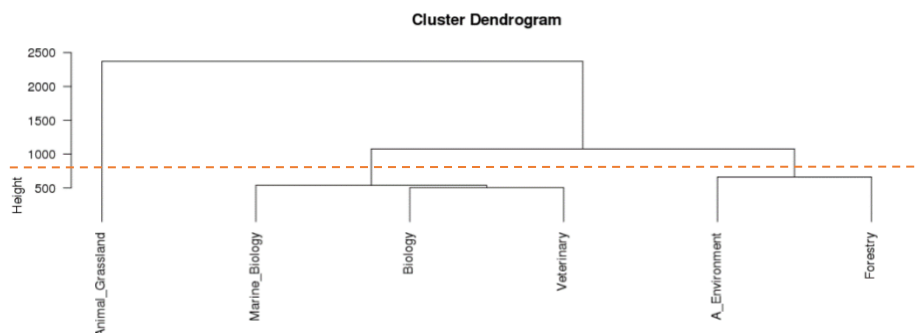 Cluster Dendrogram
2500
2000
1500
1000
500
Height
Animal_Grassland
Marine_Biology
Biology
Veterinary
A_Environment
Forestry